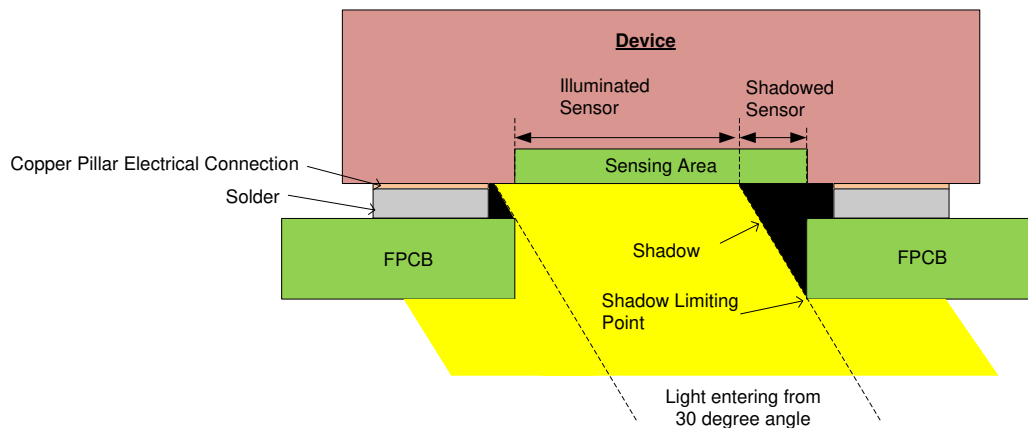 Device
Illuminated
Sensor
Shadowed
Sensor
Copper Pillar Electrical Connection
Sensing Area
Solder
FPCB
Shadow
FPCB
Shadow Limiting
Point
Light entering from
30 degree angle